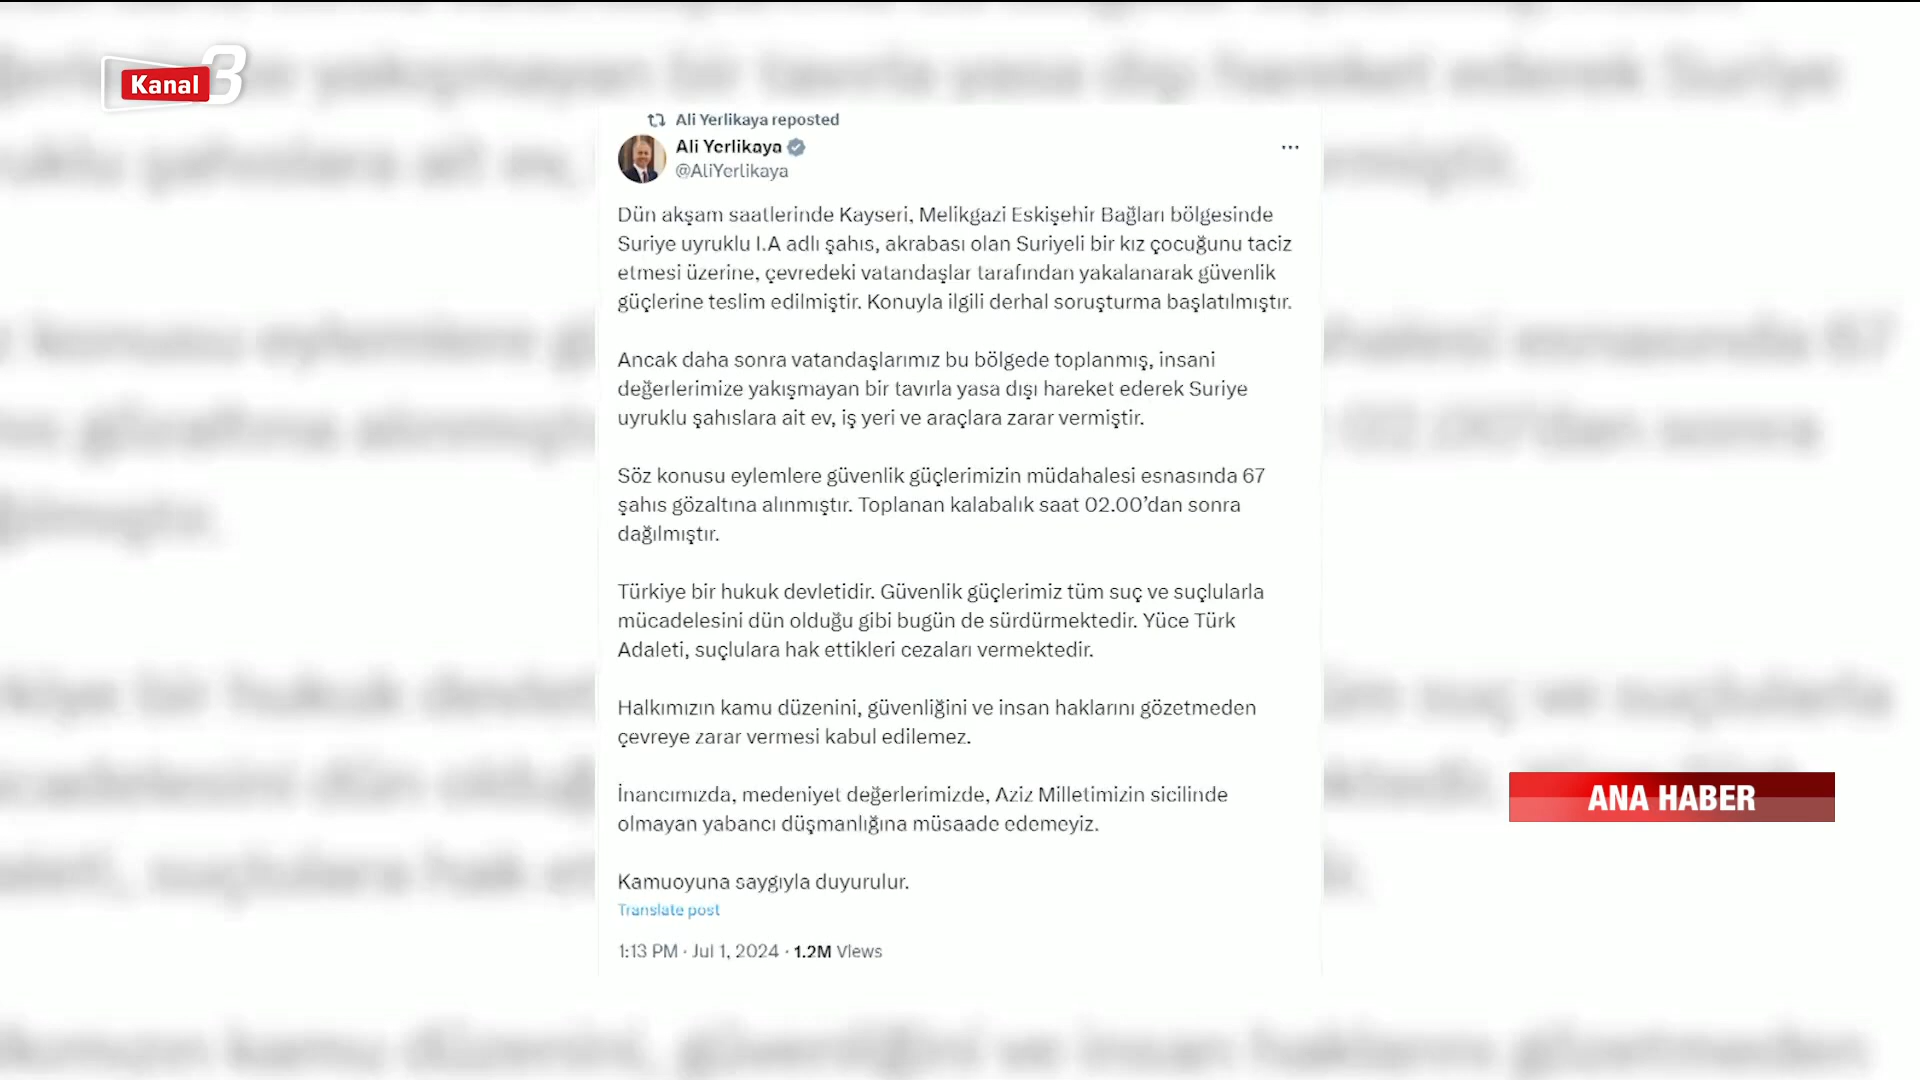 Kanal 3
Ali Yerlikaya reposted
Ali Yerlikaya
@AliYerlikaya
Dün akşam saatlerinde Kayseri, Melikgazi Eskişehir Bağları bölgesinde
Suriye uyruklu I.A adlı şahıs, akrabası olan Suriyeli bir kız çocuğunu taciz
etmesi üzerine, çevredeki vatandaşlar tarafından yakalanarak güvenlik
güçlerine teslim edilmiştir. Konuyla ilgili derhal soruşturma başlatılmıştır.
Ancak daha sonra vatandaşlarımız bu bölgede toplanmış, insani
değerlerimize yakışmayan bir tavırla yasa dışı hareket ederek Suriye
uyruklu şahıslara ait ev, iş yeri ve araçlara zarar vermiştir.
Söz konusu eylemlere güvenlik güçlerimizin müdahalesi esnasında 67
şahıs gözaltına alınmıştır. Toplanan kalabalık saat 02.00’dan sonra
dağılmıştır.
Türkiye bir hukuk devletidir. Güvenlik güçlerimiz tüm suç ve suçlularla
mücadelesini dün olduğu gibi bugün de sürdürmektedir. Yüce Türk
Adaleti, suçlulara hak ettikleri cezaları vermektedir.
Halkımızın kamu düzenini, güvenliğini ve insan haklarını gözetmeden
çevreye zarar vermesi kabul edilemez.
İnancımızda, medeniyet değerlerimizde, Aziz Milletimizin sicilinde
olmayan yabancı düşmanlığına müsaade edemeyiz.
Kamuoyuna saygıyla duyurulur.
Translate post
1:13 PM · Jul 1, 2024 · 1.2M Views
ANA HABER